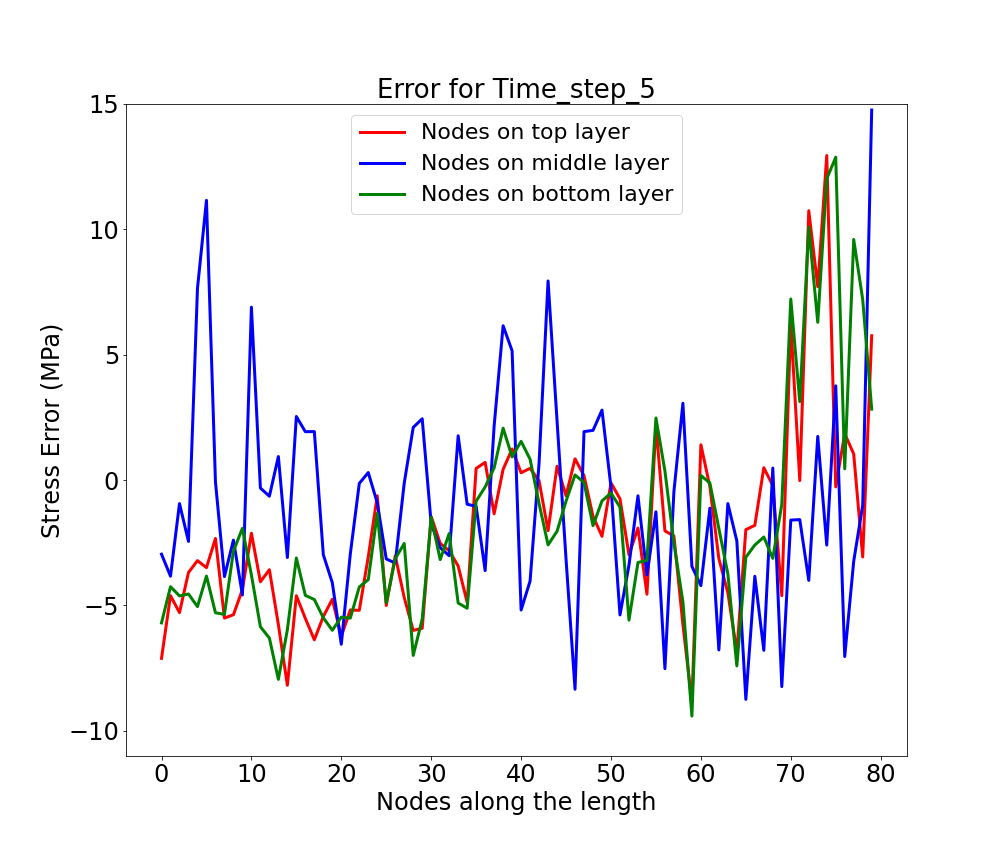 Error for Time_step_5
Nodes on top layer
Nodes on middle layer
Nodes on bottom layer
Stress Error (MPa)
15
10
5
0
−5
−10
0 10 20 30 40 50 60 70 80
Nodes along the length